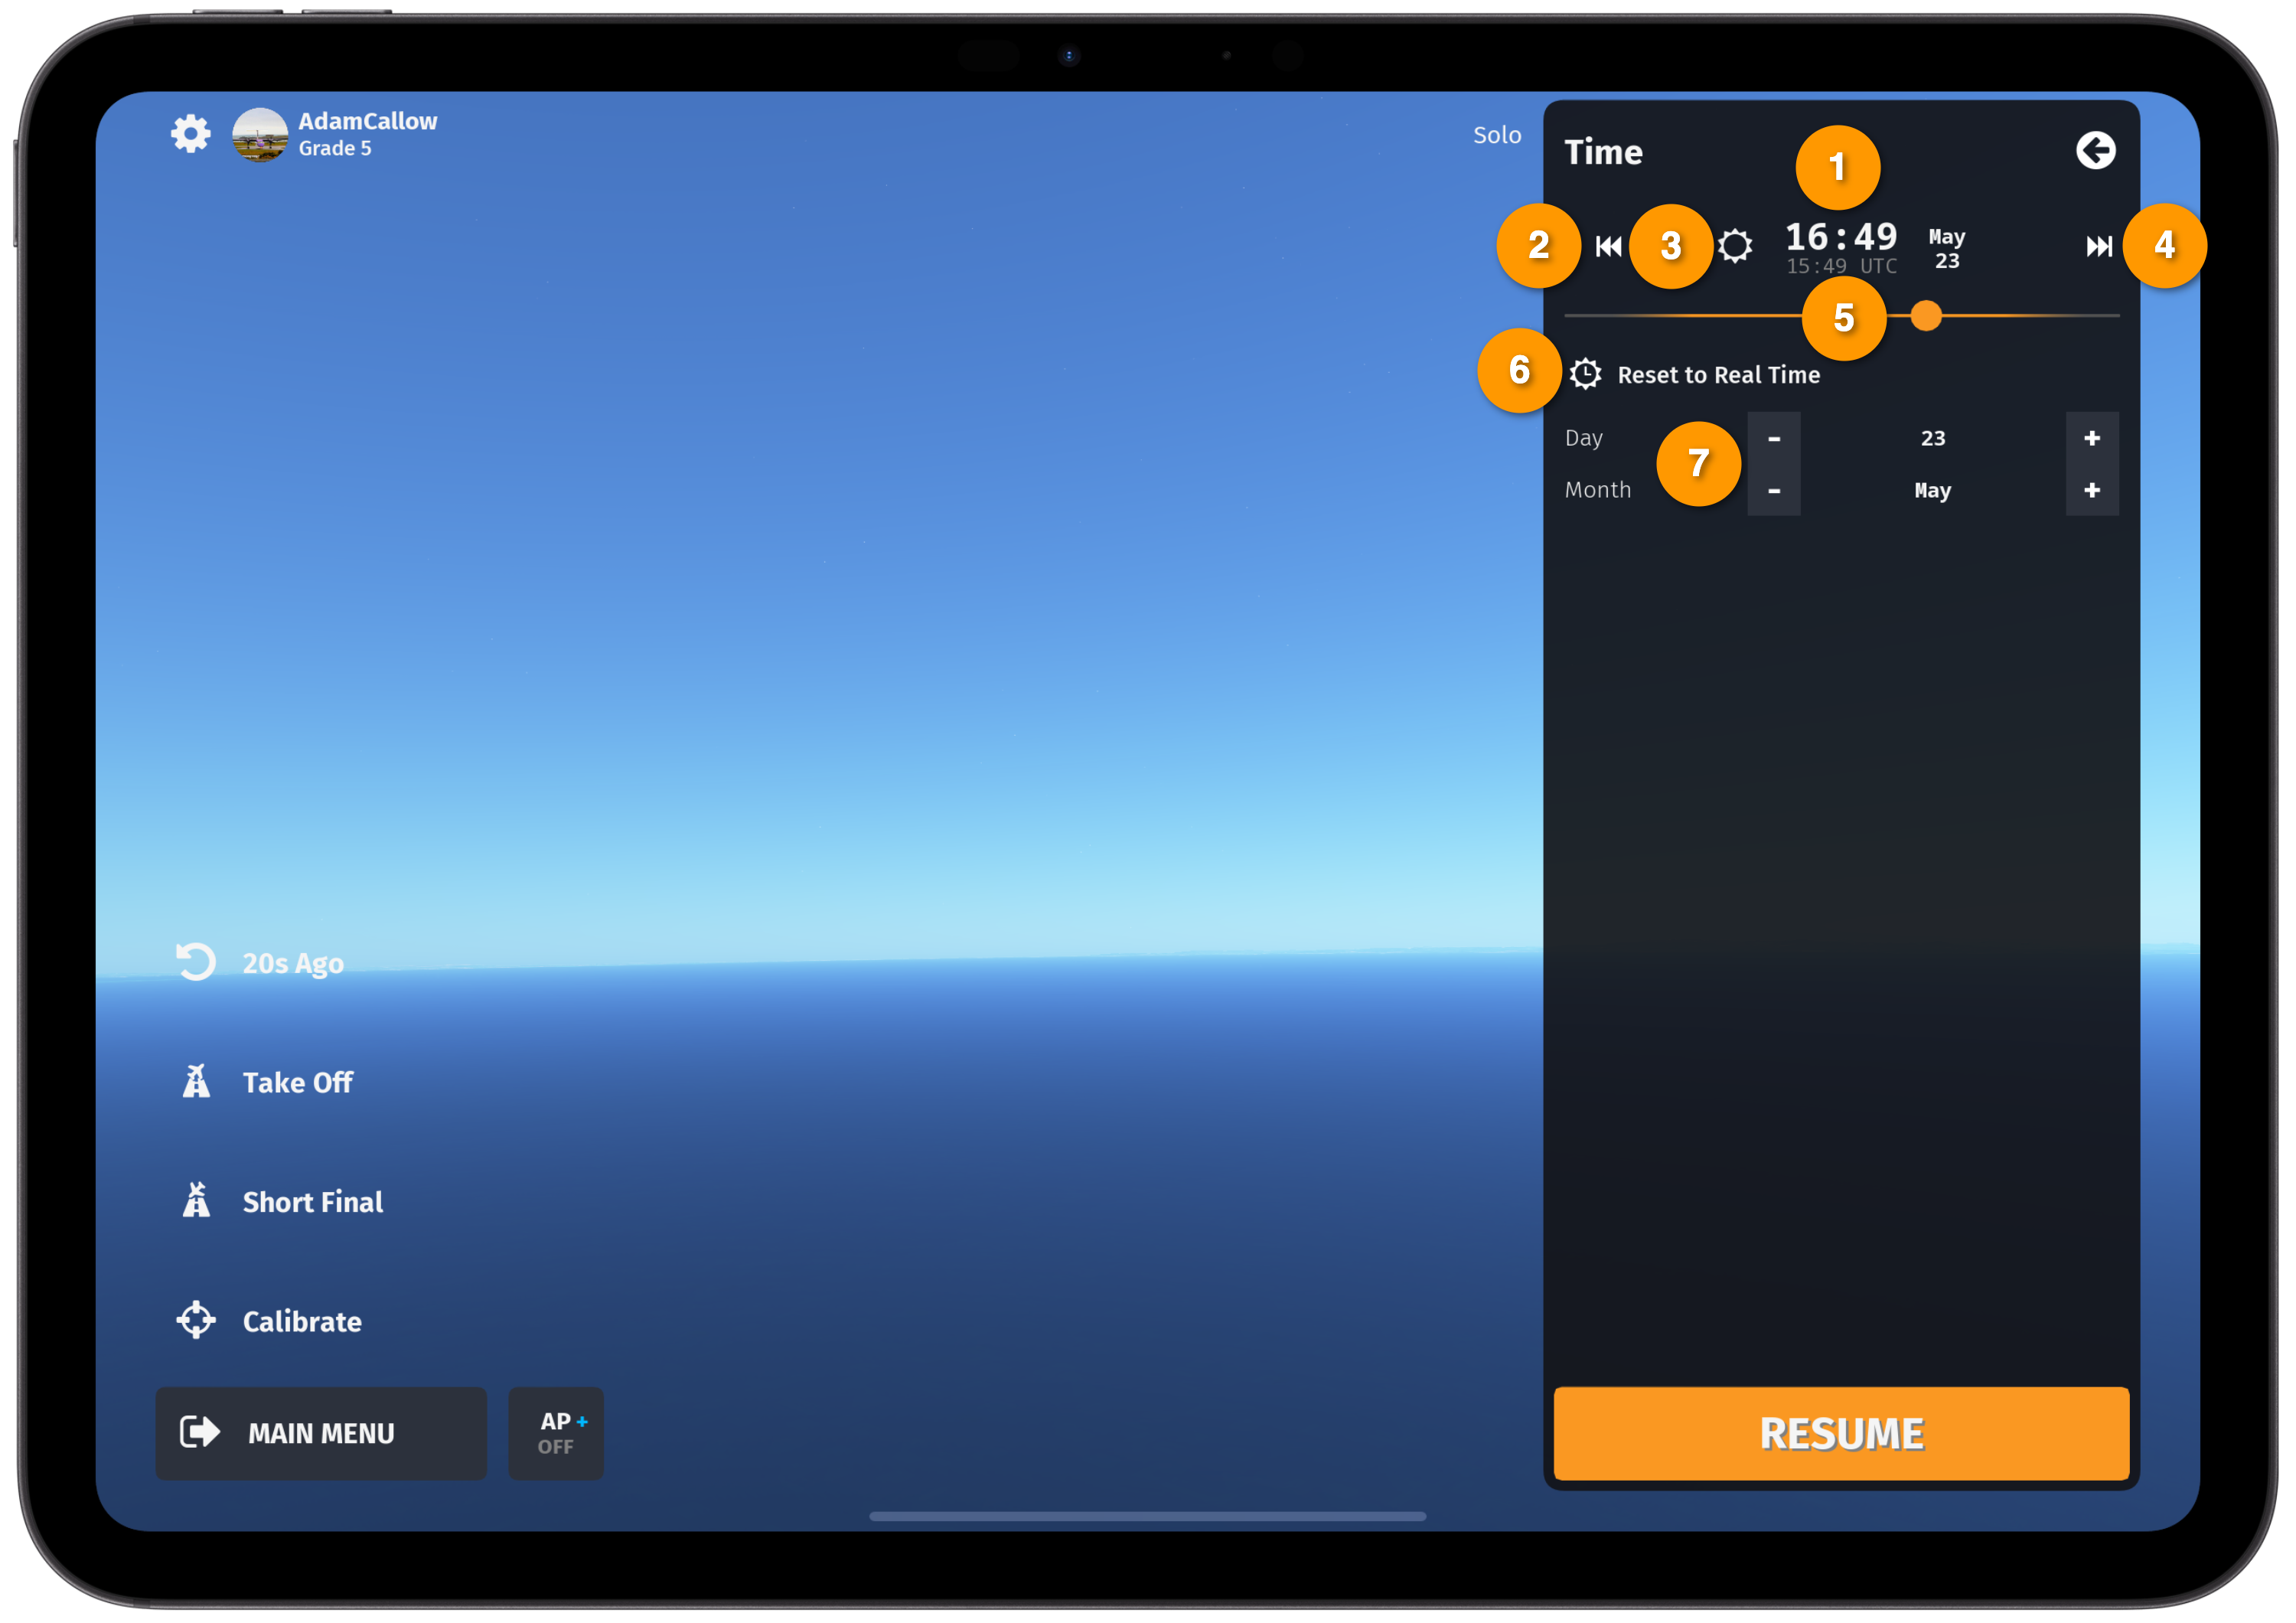 AdamCallow
Grade 5
Solo
Time
1
2
3
16:49
15:49 UTC
May
23
4
5
6
Reset to Real Time
Day
-
23
+
7
Month
-
May
+
20s Ago
Take Off
Short Final
Calibrate
MAIN MENU
AP +
OFF
RESUME